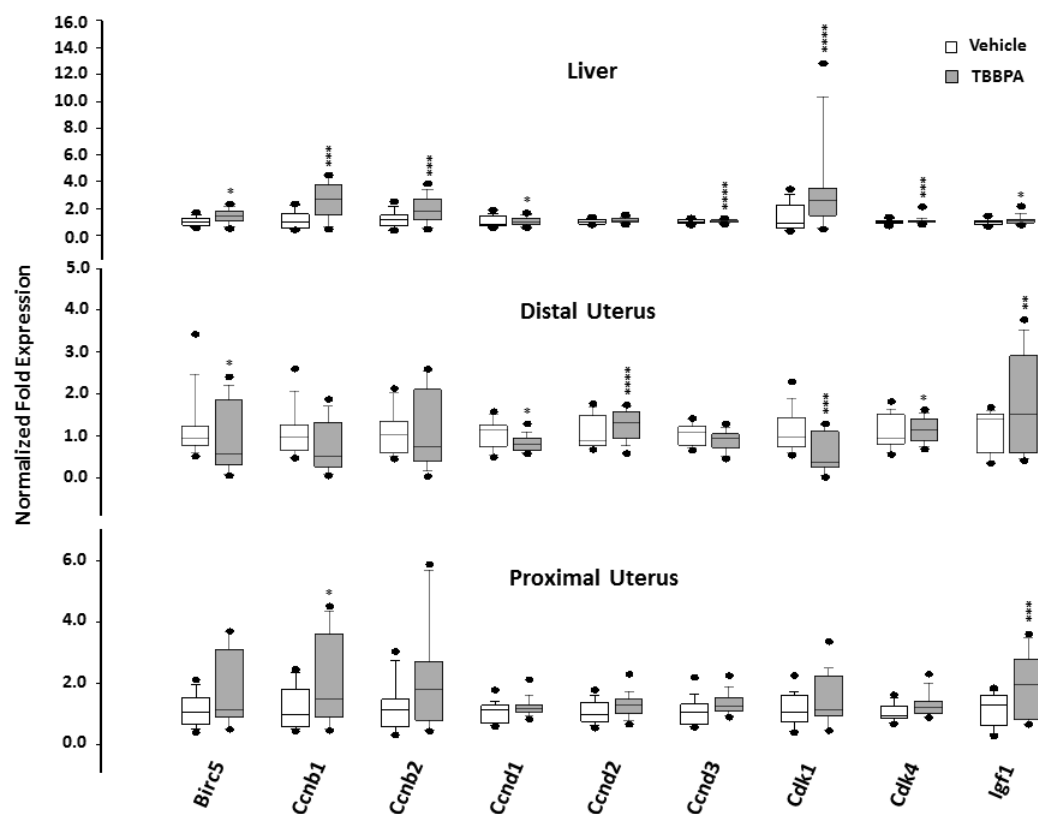 Normalized Fold Expression
Vehicle
TBBPA
Liver
16.0
14.0
12.0
10.0
8.0
6.0
4.0
2.0
0.0
*
***
***
*
****
****
***
*
Distal Uterus
5.0
4.0
3.0
2.0
1.0
0.0
*
*
****
***
*
**
Proximal Uterus
6.0
4.0
2.0
0.0
*
***
Birc5
Ccnb1
Ccnb2
Ccnd1
Ccnd2
Ccnd3
Cdk1
Cdk4
Igf1